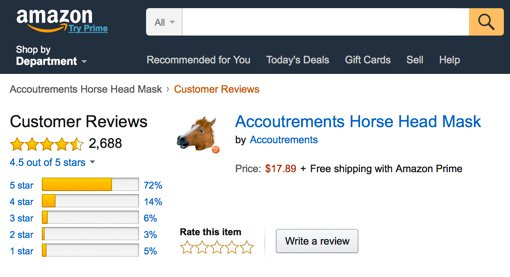 amazon
Try Prime
All
Shop by
Department
Recommended for You Today's Deals Gift Cards Sell Help
Accoutrements Horse Head Mask › Customer Reviews
Customer Reviews
2,688
4.5 out of 5 stars
5 star 72%
4 star 14%
3 star 6%
2 star 3%
1 star 5%
Accoutrements Horse Head Mask
by Accoutrements
Price: $17.89 + Free shipping with Amazon Prime
Rate this item
Write a review